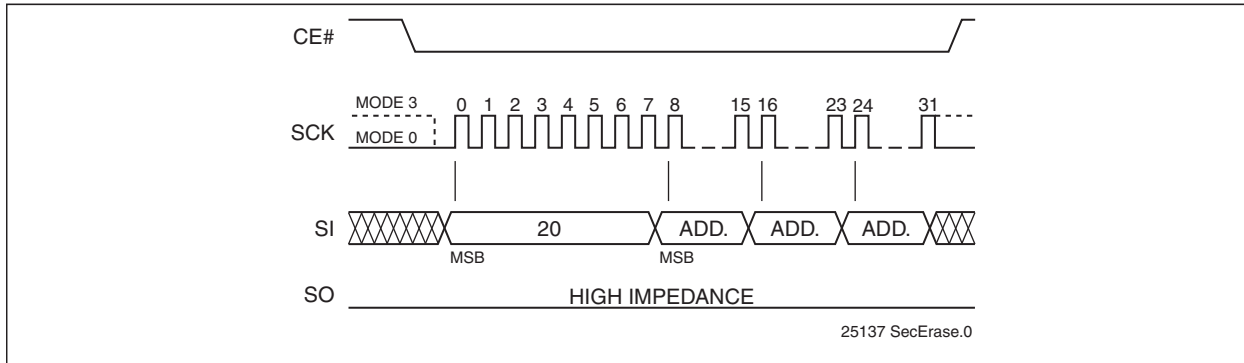 CE#
MODE 3
0 1 2 3 4 5 6 7 8 15 16 23 24 31
SCK
MODE 0
SI
20
ADD.
ADD.
ADD.
MSB
MSB
SO
HIGH IMPEDANCE
25137 SecErase.0